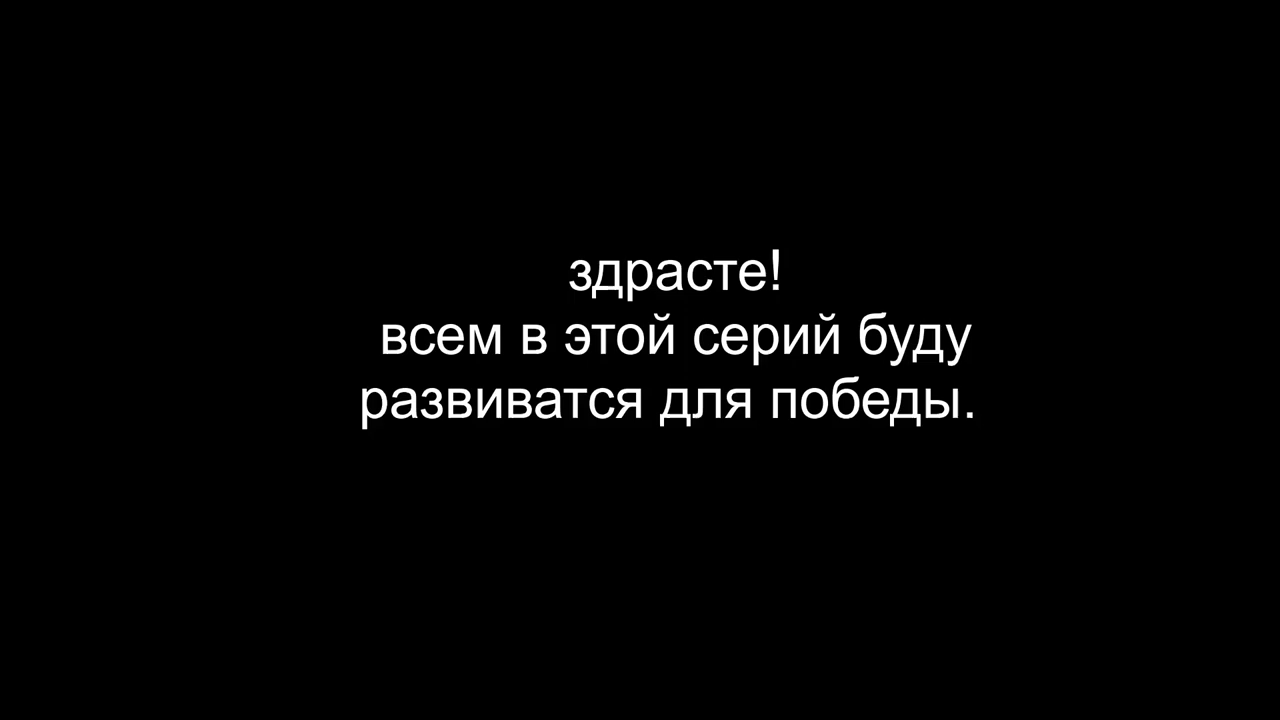 здрасте!
всем в этой серий буду
развиватся для победы.